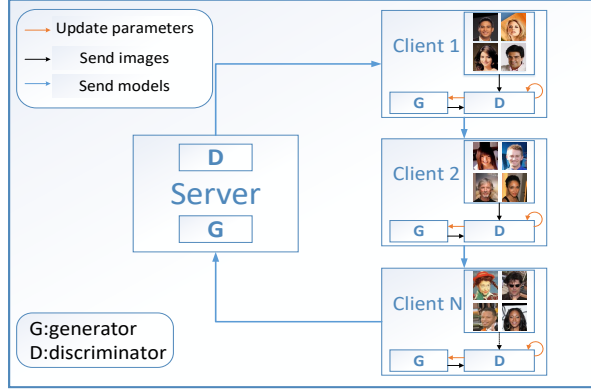 Update parameters
Send images
Send models
Client 1
G
D
D
Server
G
Client 2
G
D
Client N
G
D
G:generator
D:discriminator